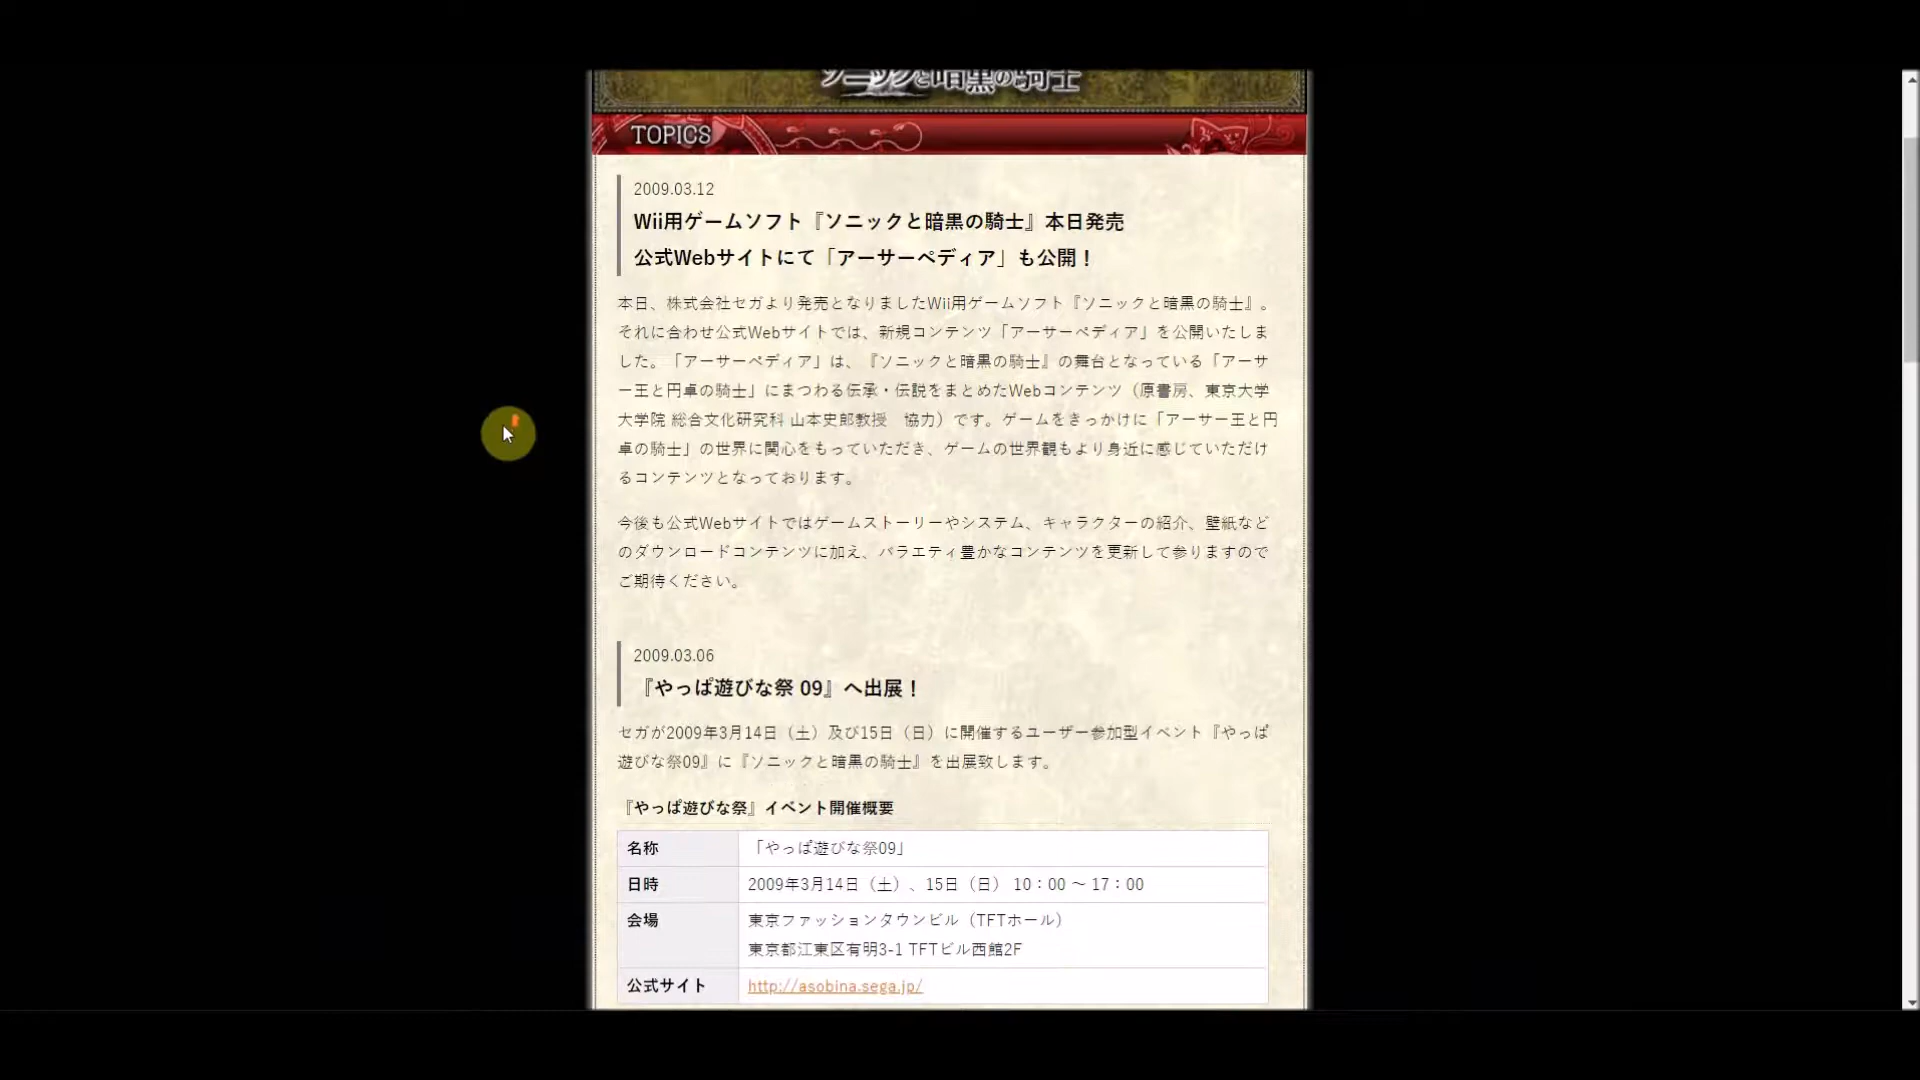 ソニックと暗黒の騎士
TOPICS
2009.03.12
Wii用ゲームソフト『ソニックと暗黒の騎士』本日発売
公式Webサイトにて「アーサーペディア」も公開！
本日、株式会社セガより発売となりましたWii用ゲームソフト『ソニックと暗黒の騎士』。
それに合わせ公式Webサイトでは、新規コンテンツ「アーサーペディア」を公開いたしま
した。「アーサーペディア」は、『ソニックと暗黒の騎士』の舞台となっている「アーサ
ー王と円卓の騎士」にまつわる伝承・伝説をまとめたWebコンテンツ（原書房、東京大学
大学院 総合文化研究科 山本史郎教授　協力）です。ゲームをきっかけに「アーサー王と円
卓の騎士」の世界に関心をもっていただき、ゲームの世界観もより身近に感じていただけ
るコンテンツとなっております。
今後も公式Webサイトではゲームストーリーやシステム、キャラクターの紹介、壁紙など
のダウンロードコンテンツに加え、バラエティ豊かなコンテンツを更新して参りますので
ご期待ください。
2009.03.06
『やっぱ遊びな祭 09』へ出展！
セガが2009年3月14日（土）及び15日（日）に開催するユーザー参加型イベント『やっぱ
遊びな祭09』に『ソニックと暗黒の騎士』を出展致します。
『やっぱ遊びな祭』イベント開催概要
名称 「やっぱ遊びな祭09」
日時 2009年3月14日（土）、15日（日） 10：00 ～ 17：00
会場 東京ファッションタウンビル（TFTホール）
東京都江東区有明3-1 TFTビル西館2F
公式サイト http://asobina.sega.jp/